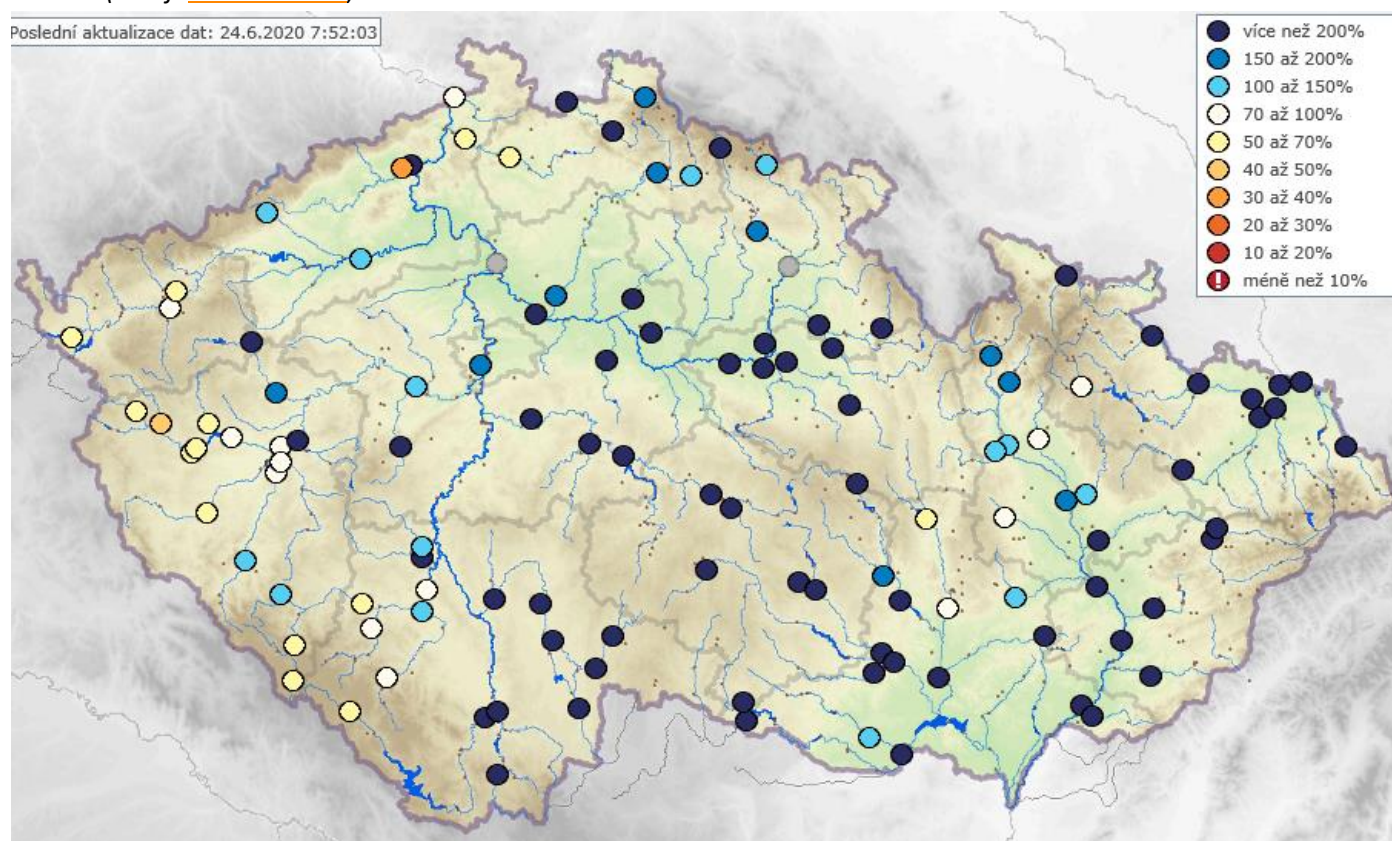 Poslední aktualizace dat: 24.6.2020 7:52:03
více než 200%
150 až 200%
100 až 150%
70 až 100%
50 až 70%
40 až 50%
30 až 40%
20 až 30%
10 až 20%
méně než 10%